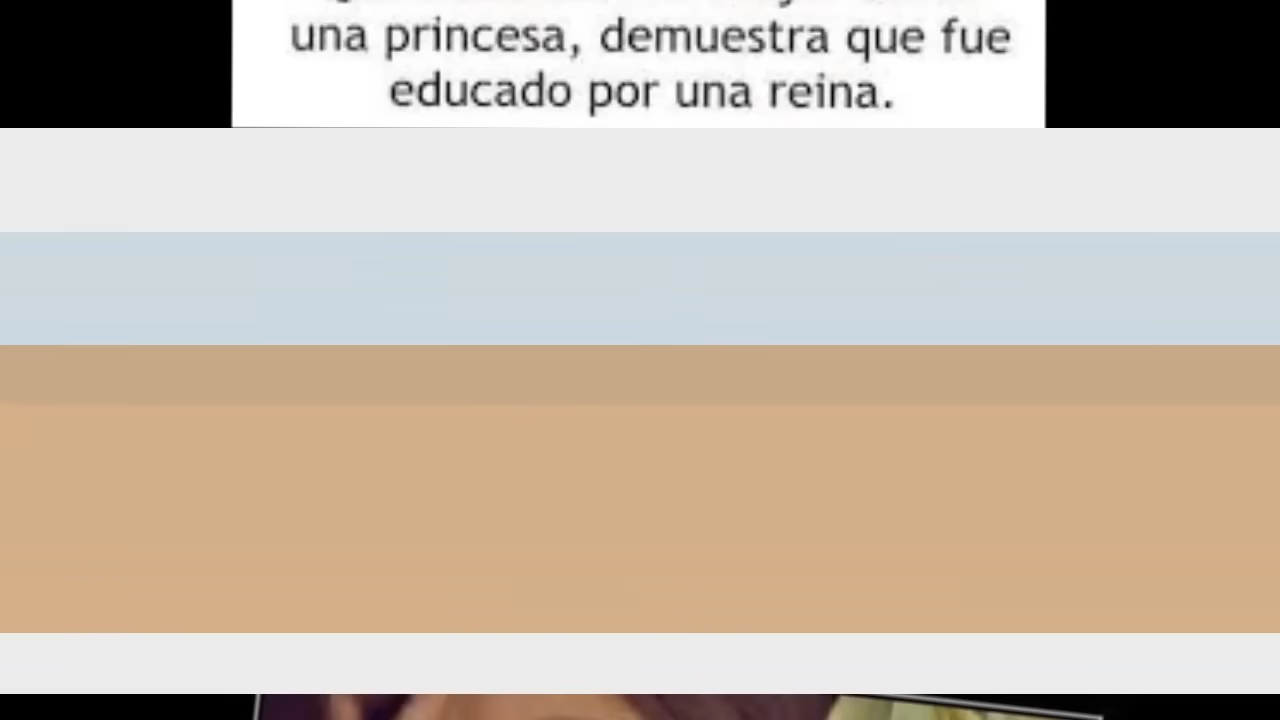 una princesa, demuestra que fue
educado por una reina.